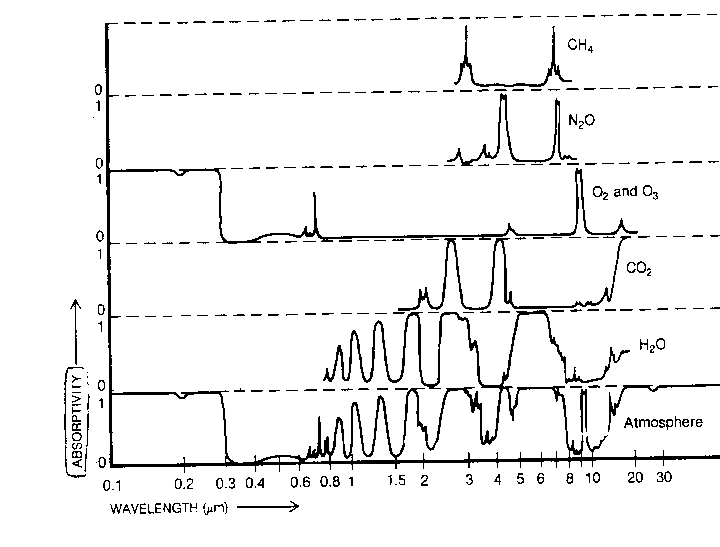 CH4
0
1
N2O
0
1
O2 and O3
0
1
CO2
0
1
H2O
0
1
Atmosphere
0
ABSORPTIVITY
0.1 0.2 0.3 0.4 0.6 0.8 1 1.5 2 3 4 5 6 8 10 20 30
WAVELENGTH (μm)